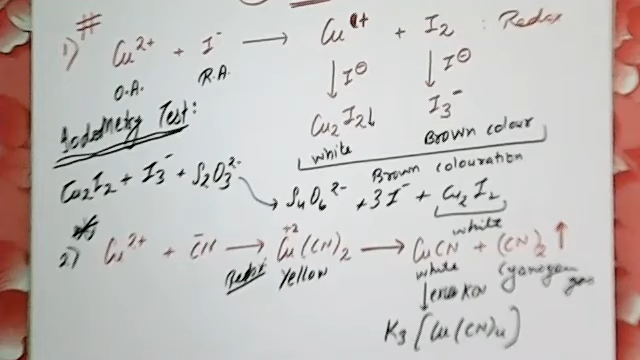 #
1) Cu²⁺ + I⁻ → Cu⁺ + I₂ : Redox
O.A. R.A. ↓I⊖ ↓I⊖
Cu₂I₂↓ I₃⁻
white Brown colour
Iodometry Test:
Brown colouration
Cu₂I₂ + I₃⁻ + S₂O₃²⁻ → S₄O₆²⁻ + 3I⁻ + Cu₂I₂
white
2) Cu²⁺ + C̄N → Cu(CN)₂ → CuCN + (CN)₂ ↑
+2
Redox Yellow white Cyanogen gas
↓ KCN
K₃[Cu(CN)₄]